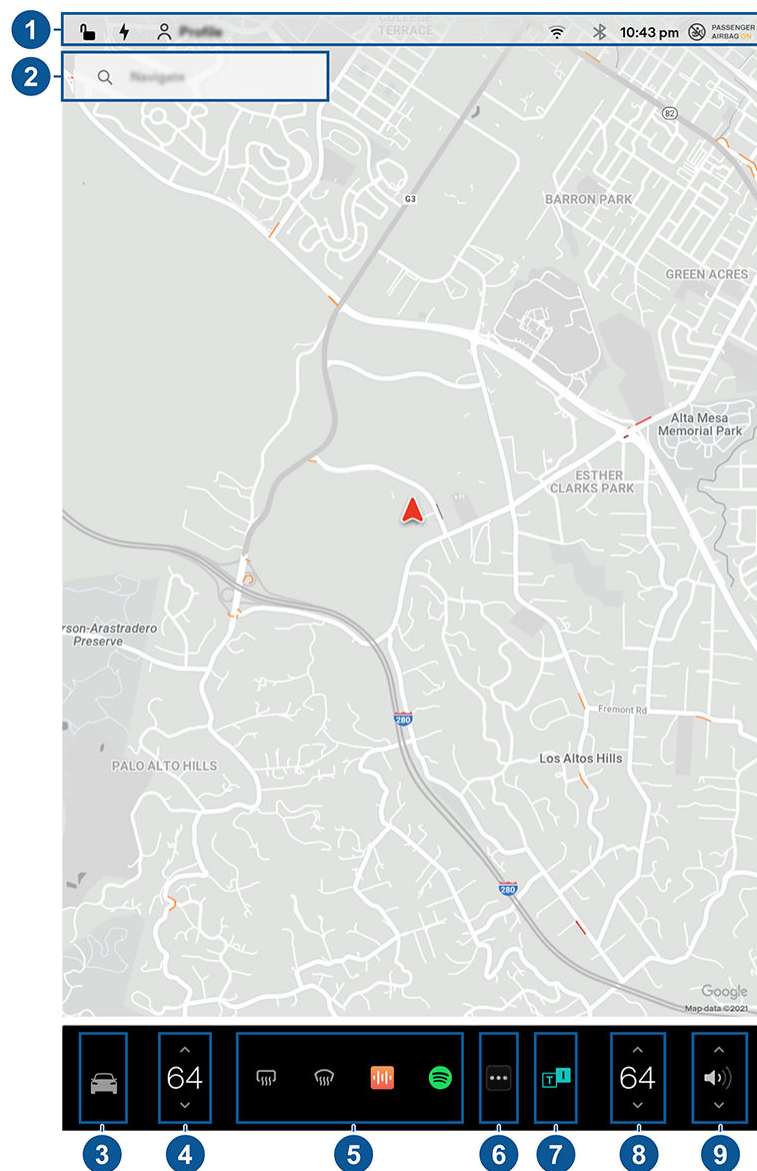 COLLEGE
TERRACE
1
Profile
10:43 pm
PASSENGER
AIRBAG ON
2
Navigate
82
G3
BARRON PARK
GREEN ACRES
Alta Mesa
Memorial Park
ESTHER
CLARKS PARK
rson-Arastradero
Preserve
280
Fremont Rd
PALO ALTO HILLS
Los Altos Hills
280
Google
Map data ©2021
64
T
I
64
3
4
5
6
7
8
9